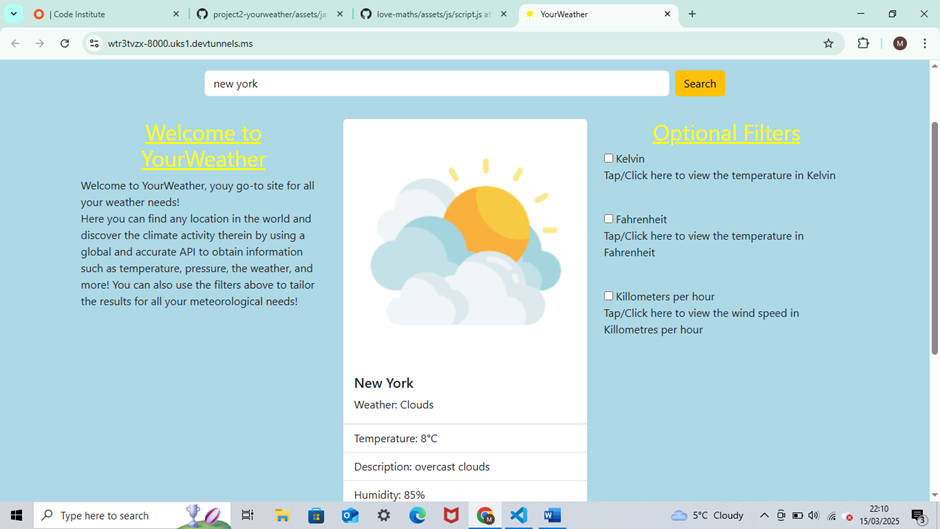 | Code Institute
project2-yourweather/assets/ja
love-maths/assets/js/script.js at
YourWeather
wtr3tvzx-8000.uks1.devtunnels.ms
M
new york
Search
Welcome to
YourWeather
Welcome to YourWeather, youy go-to site for all
your weather needs!
Here you can find any location in the world and
discover the climate activity therein by using a
global and accurate API to obtain information
such as temperature, pressure, the weather, and
more! You can also use the filters above to tailor
the results for all your meteorological needs!
New York
Weather: Clouds
Temperature: 8°C
Description: overcast clouds
Humidity: 85%
Optional Filters
Kelvin
Tap/Click here to view the temperature in Kelvin
Fahrenheit
Tap/Click here to view the temperature in
Fahrenheit
Killometers per hour
Tap/Click here to view the wind speed in
Killometres per hour
Type here to search
5°C Cloudy
22:10
15/03/2025
3